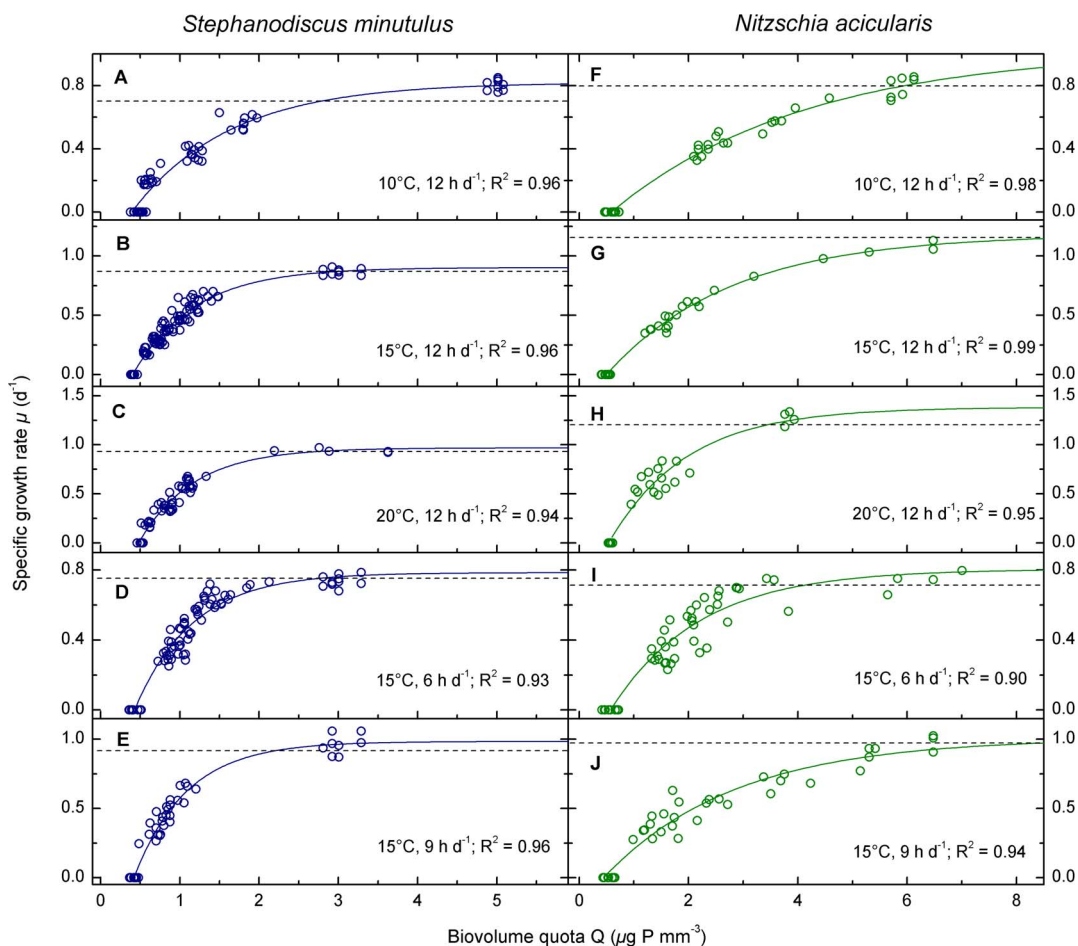 Stephanodiscus minutulus
Nitzschia acicularis
A
0.8
0.4
0.0
10°C, 12 h d⁻¹; R² = 0.96
F
0.8
0.4
0.0
10°C, 12 h d⁻¹; R² = 0.98
B
1.0
0.5
0.0
15°C, 12 h d⁻¹; R² = 0.96
G
1.0
0.5
0.0
15°C, 12 h d⁻¹; R² = 0.99
C
1.5
1.0
0.5
0.0
20°C, 12 h d⁻¹; R² = 0.94
H
1.5
1.0
0.5
0.0
20°C, 12 h d⁻¹; R² = 0.95
D
0.8
0.4
0.0
15°C, 6 h d⁻¹; R² = 0.93
I
0.8
0.4
0.0
15°C, 6 h d⁻¹; R² = 0.90
E
1.0
0.5
0.0
15°C, 9 h d⁻¹; R² = 0.96
J
1.0
0.5
0.0
15°C, 9 h d⁻¹; R² = 0.94
0 1 2 3 4 5
0 2 4 6 8
Specific growth rate µ (d⁻¹)
Biovolume quota Q (µg P mm⁻³)